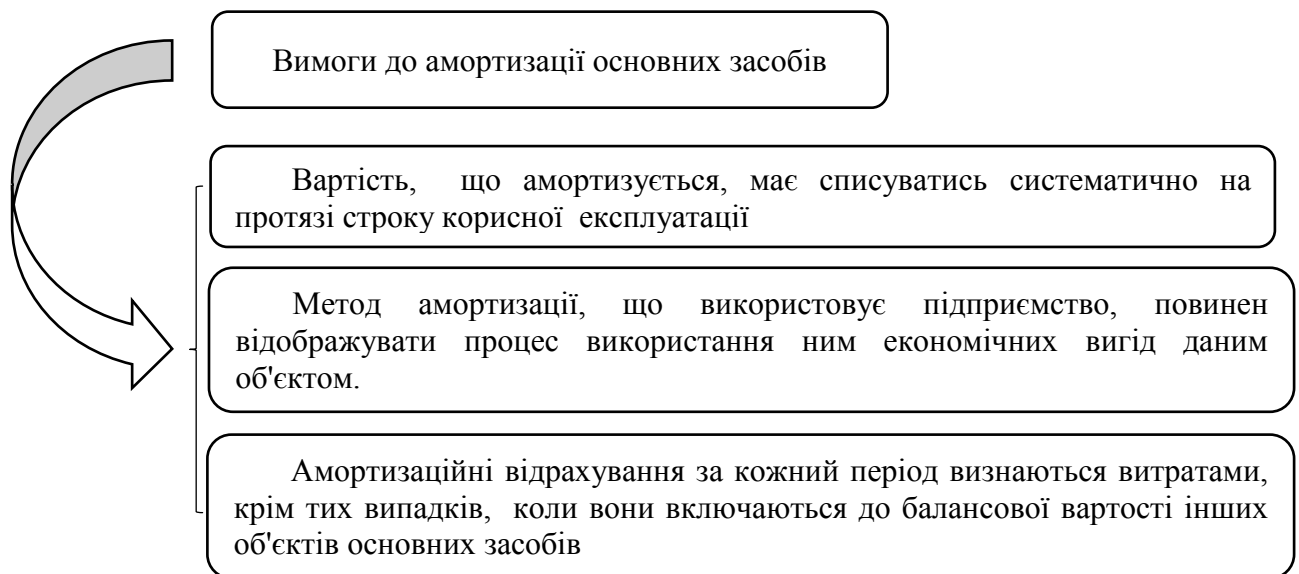 Вимоги до амортизації основних засобів
Вартість, що амортизується, має списуватись систематично на
протязі строку корисної експлуатації
Метод амортизації, що використовує підприємство, повинен
відображувати процес використання ним економічних вигід даним
об'єктом.
Амортизаційні відрахування за кожний період визнаються витратами,
крім тих випадків, коли вони включаються до балансової вартості інших
об'єктів основних засобів